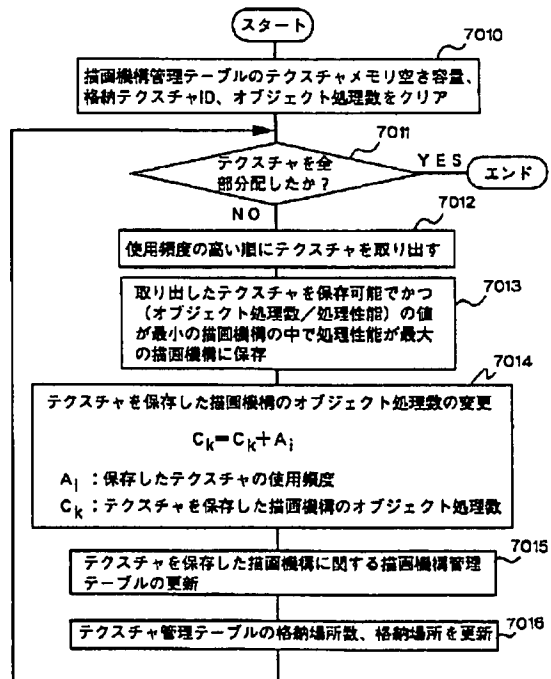 スタート
7010
描画機構管理テーブルのテクスチャメモリ空き容量、
格納テクスチャID、オブジェクト処理数をクリア
7011
テクスチャを全
部分配したか?
YES
エンド
NO
7012
使用頻度の高い順にテクスチャを取り出す
7013
取り出したテクスチャを保存可能でかつ
(オブジェクト処理数/処理性能)の値
が最小の描画機構の中で処理性能が最大
の描画機構に保存
7014
テクスチャを保存した描画機構のオブジェクト処理数の変更
Ck=Ck+Ai
Ai:保存したテクスチャの使用頻度
Ck:テクスチャを保存した描画機構のオブジェクト処理数
7015
テクスチャを保存した描画機構に関する描画機構管理
テーブルの更新
7016
テクスチャ管理テーブルの格納場所数、格納場所を更新